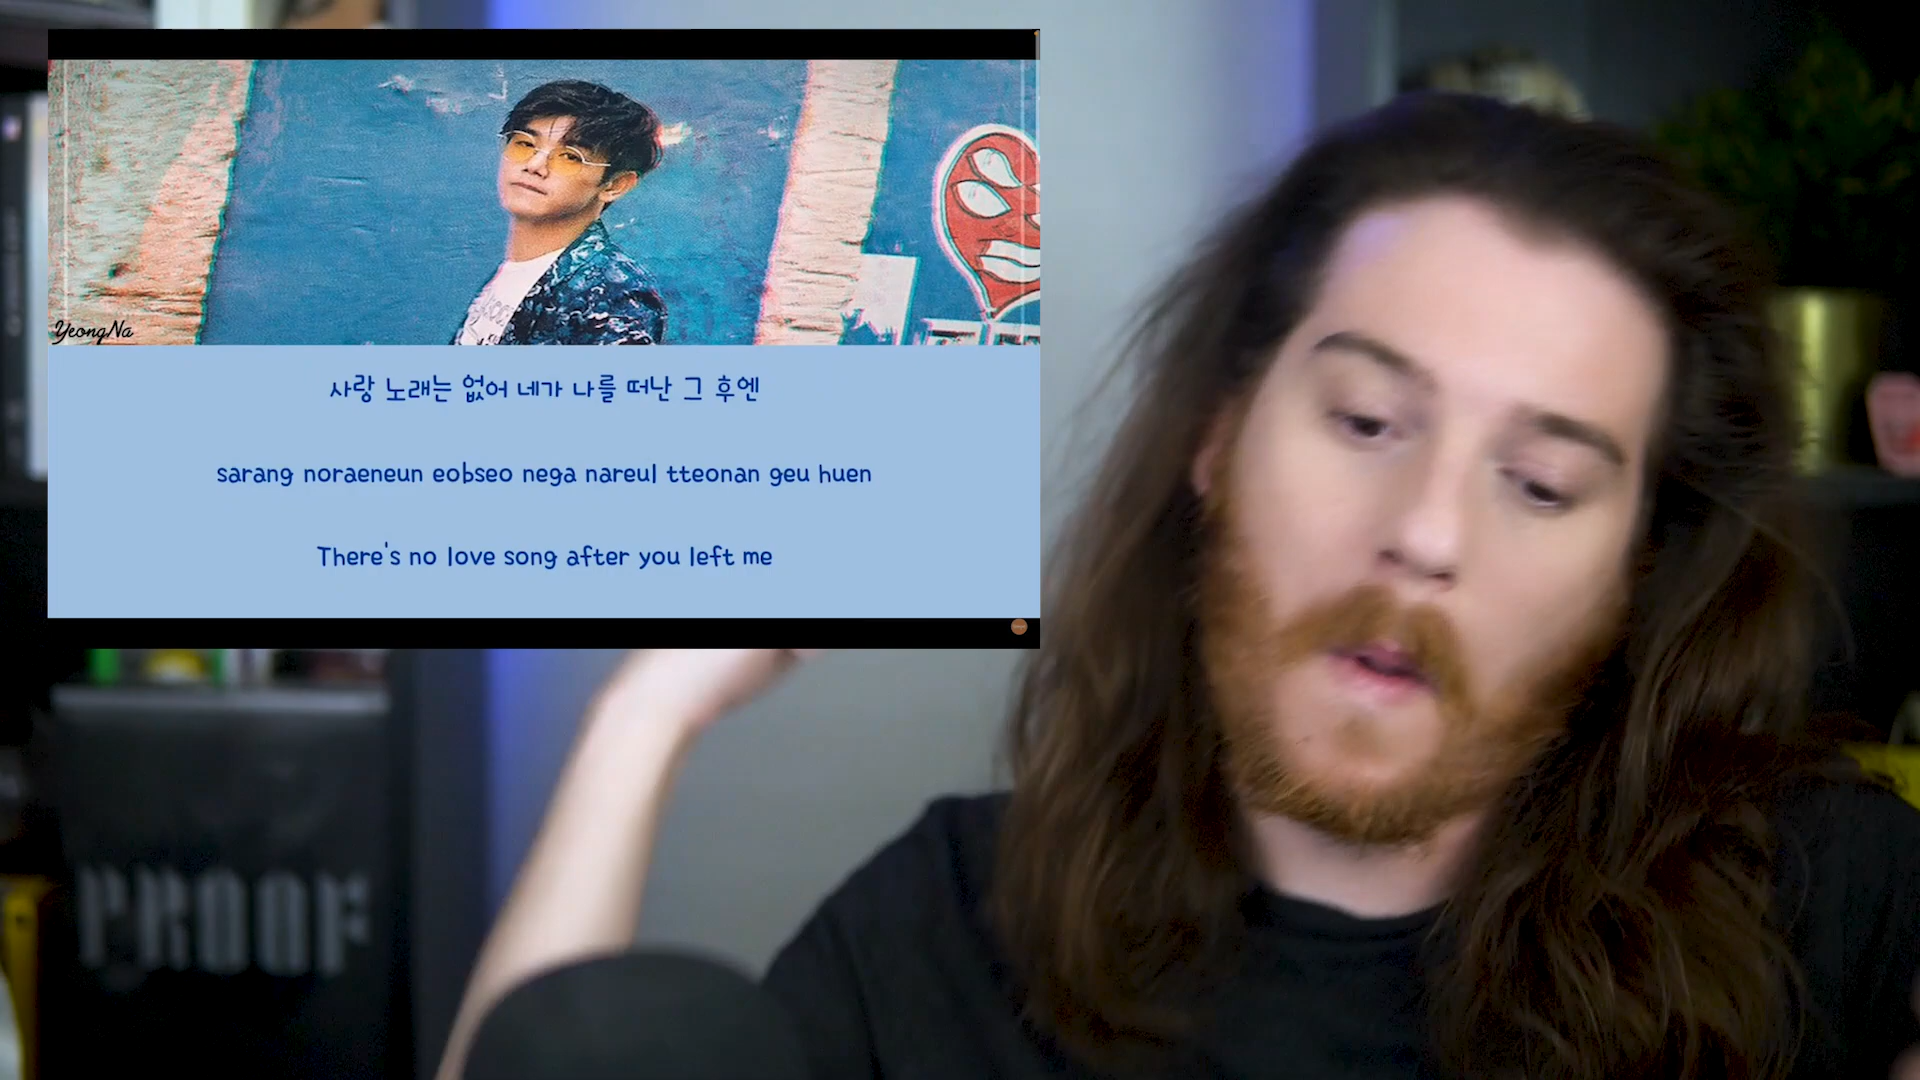 YeongNa
사랑 노래는 없어 네가 나를 떠난 그 후엔
sarang noraeneun eobseo nega nareul tteonan geu huen
There's no love song after you left me
PROOF